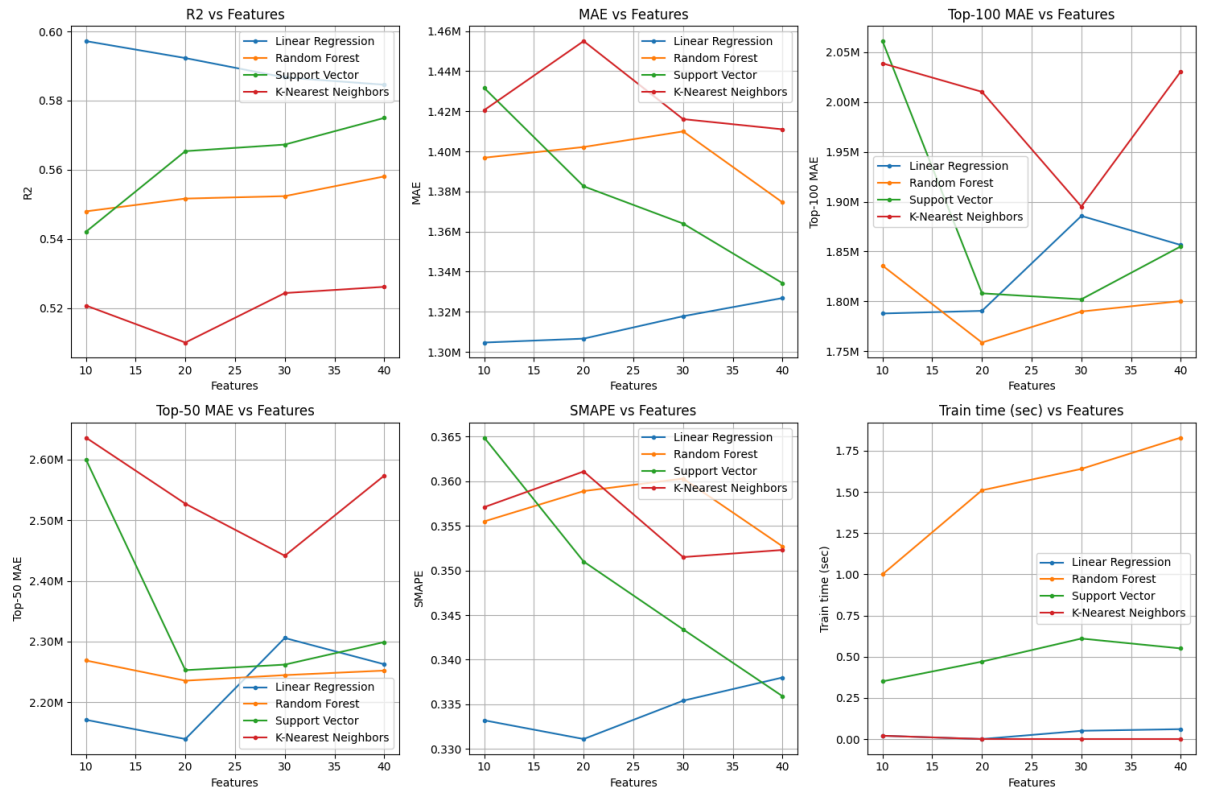 R2 vs Features
R2
0.60
0.58
0.56
0.54
0.52
Linear Regression
Random Forest
Support Vector
K-Nearest Neighbors
10 15 20 25 30 35 40
Features
MAE vs Features
MAE
1.46M
1.44M
1.42M
1.40M
1.38M
1.36M
1.34M
1.32M
1.30M
Linear Regression
Random Forest
Support Vector
K-Nearest Neighbors
10 15 20 25 30 35 40
Features
Top-100 MAE vs Features
Top-100 MAE
2.05M
2.00M
1.95M
1.90M
1.85M
1.80M
1.75M
Linear Regression
Random Forest
Support Vector
K-Nearest Neighbors
10 15 20 25 30 35 40
Features
Top-50 MAE vs Features
Top-50 MAE
2.60M
2.50M
2.40M
2.30M
2.20M
Linear Regression
Random Forest
Support Vector
K-Nearest Neighbors
10 15 20 25 30 35 40
Features
SMAPE vs Features
SMAPE
0.365
0.360
0.355
0.350
0.345
0.340
0.335
0.330
Linear Regression
Random Forest
Support Vector
K-Nearest Neighbors
10 15 20 25 30 35 40
Features
Train time (sec) vs Features
Train time (sec)
1.75
1.50
1.25
1.00
0.75
0.50
0.25
0.00
Linear Regression
Random Forest
Support Vector
K-Nearest Neighbors
10 15 20 25 30 35 40
Features